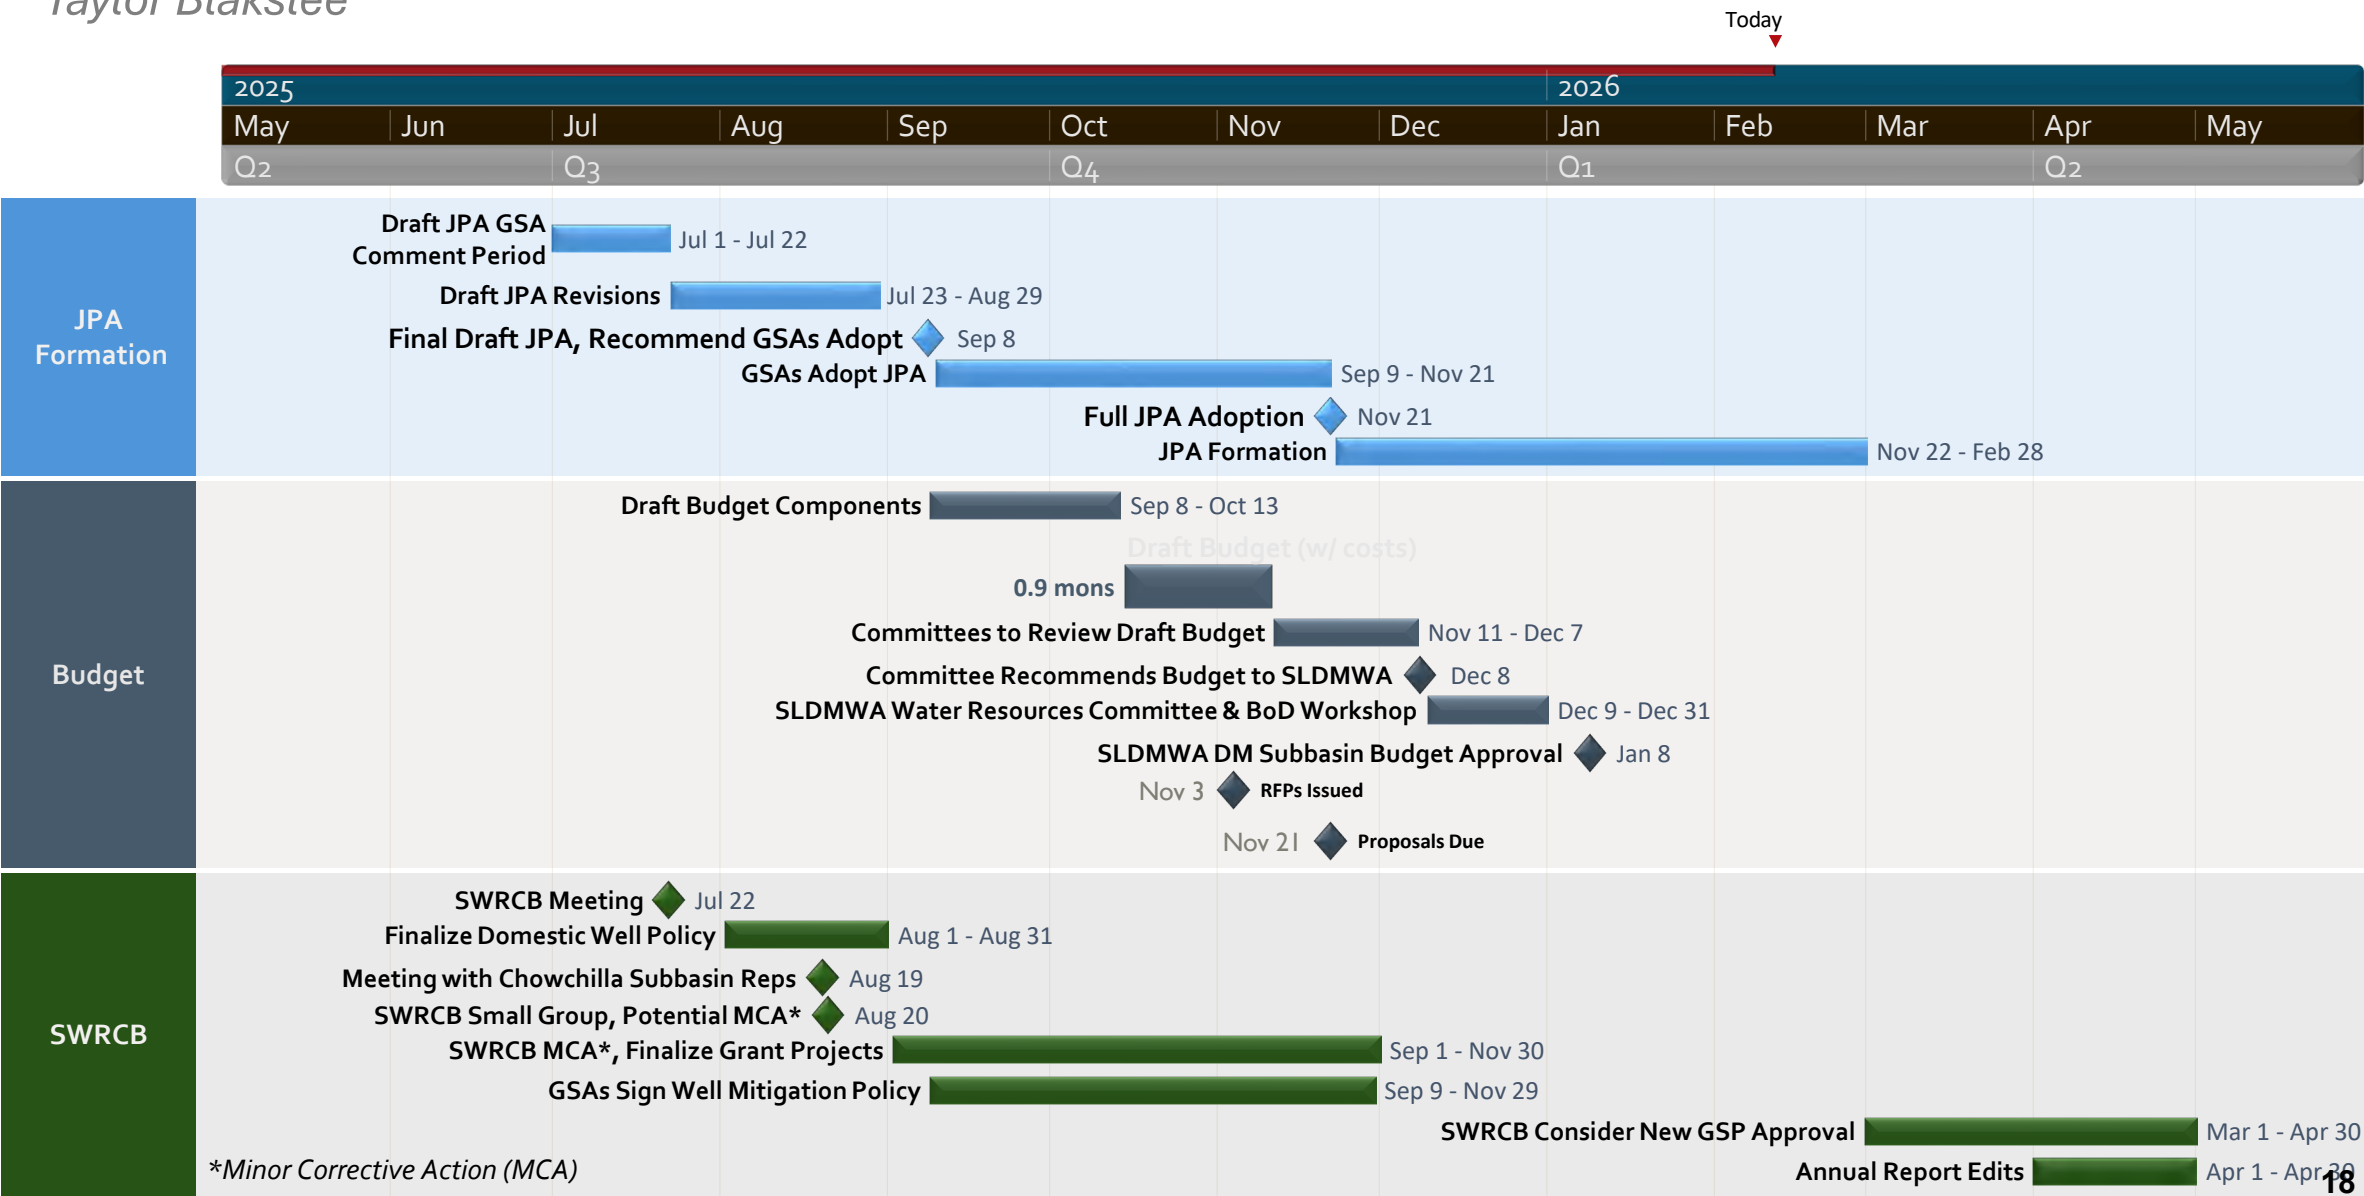 Taylor Blakslee
Today
2025 2026
May Jun Jul Aug Sep Oct Nov Dec Jan Feb Mar Apr May
Q2 Q3 Q4 Q1 Q2
JPA
Formation
Draft JPA GSA
Comment Period
Jul 1 - Jul 22
Draft JPA Revisions Jul 23 - Aug 29
Final Draft JPA, Recommend GSAs Adopt Sep 8
GSAs Adopt JPA Sep 9 - Nov 21
Full JPA Adoption Nov 21
JPA Formation Nov 22 - Feb 28
Budget
Draft Budget Components Sep 8 - Oct 13
Draft Budget (w/ costs)
0.9 mons
Committees to Review Draft Budget Nov 11 - Dec 7
Committee Recommends Budget to SLDMWA Dec 8
SLDMWA Water Resources Committee & BoD Workshop Dec 9 - Dec 31
SLDMWA DM Subbasin Budget Approval Jan 8
Nov 3 RFPs Issued
Nov 21 Proposals Due
SWRCB
SWRCB Meeting Jul 22
Finalize Domestic Well Policy Aug 1 - Aug 31
Meeting with Chowchilla Subbasin Reps Aug 19
SWRCB Small Group, Potential MCA* Aug 20
SWRCB MCA*, Finalize Grant Projects Sep 1 - Nov 30
GSAs Sign Well Mitigation Policy Sep 9 - Nov 29
SWRCB Consider New GSP Approval Mar 1 - Apr 30
Annual Report Edits Apr 1 - Apr 30
*Minor Corrective Action (MCA)
18